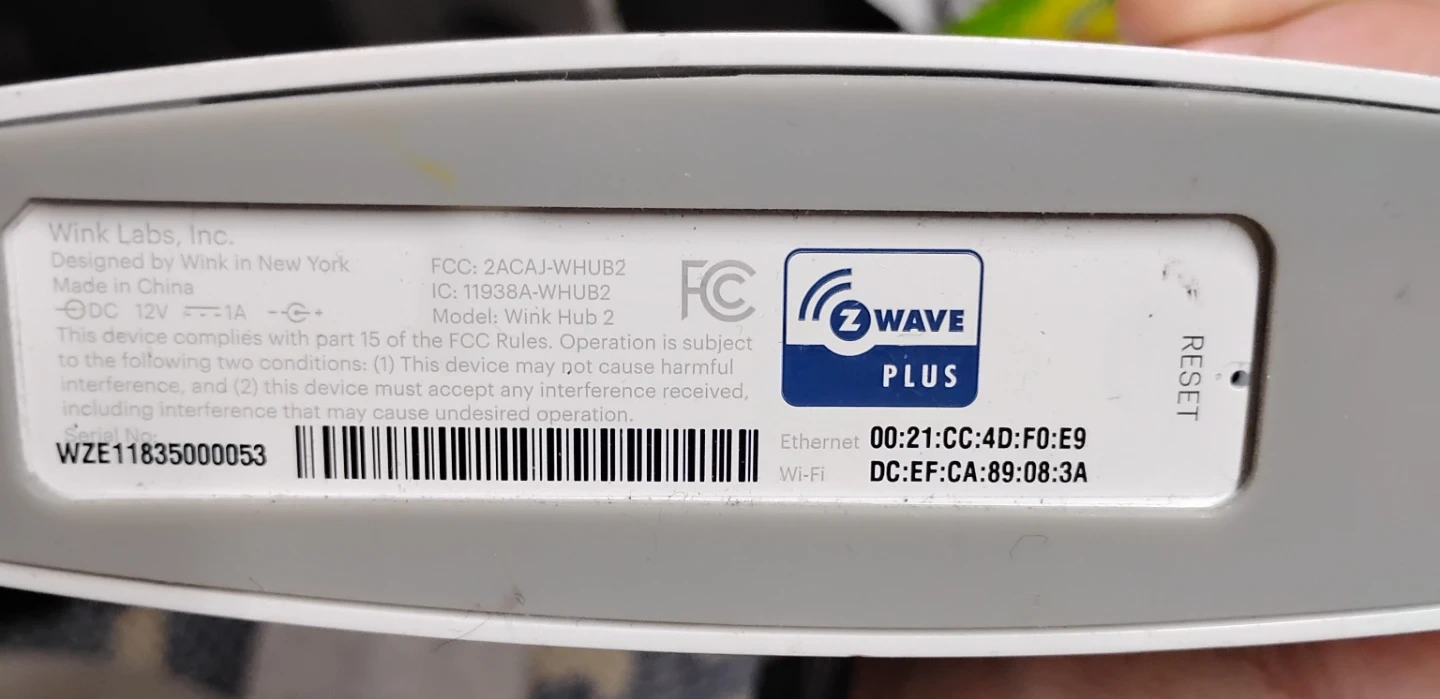 Wink Labs, Inc.
Designed by Wink in New York
Made in China
DC 12V 1A
FCC: 2ACAJ-WHUB2
IC: 11938A-WHUB2
Model: Wink Hub 2
FC
This device complies with part 15 of the FCC Rules. Operation is subject
to the following two conditions: (1) This device may not cause harmful
interference, and (2) this device must accept any interference received,
including interference that may cause undesired operation.
Serial No:
WZE11835000053
Z WAVE
PLUS
Ethernet 00:21:CC:4D:F0:E9
Wi-Fi DC:EF:CA:89:08:3A
RESET